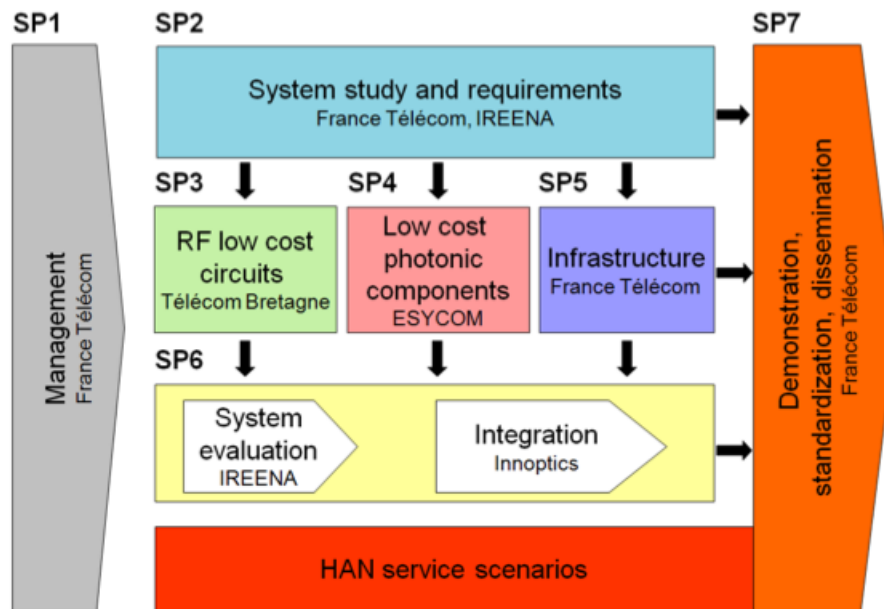 SP1
SP2
SP7
System study and requirements
France Télécom, IREENA
SP3
SP4
SP5
RF low cost
circuits
Télécom Bretagne
Low cost
photonic
components
ESYCOM
Infrastructure
France Télécom
Management
France Télécom
Demonstration,
standardization, dissemination
France Télécom
SP6
System
evaluation
IREENA
Integration
Innoptics
HAN service scenarios